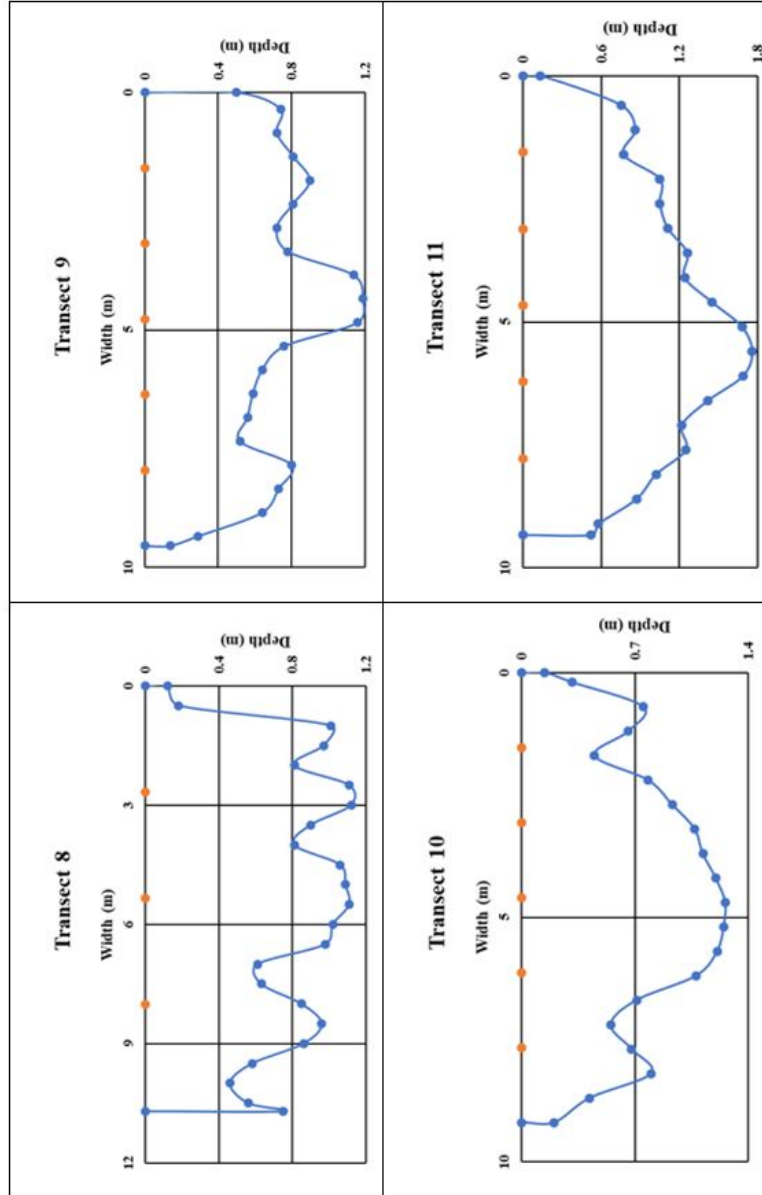 Transect 8
Width (m)
12 9 6 3 0
0
0.4
0.8
1.2
Depth (m)
Transect 9
Width (m)
10 5 0
0
0.4
0.8
1.2
Depth (m)
Transect 10
Width (m)
10 5 0
0
0.7
1.4
Depth (m)
Transect 11
Width (m)
10 5 0
0
0.6
1.2
1.8
Depth (m)